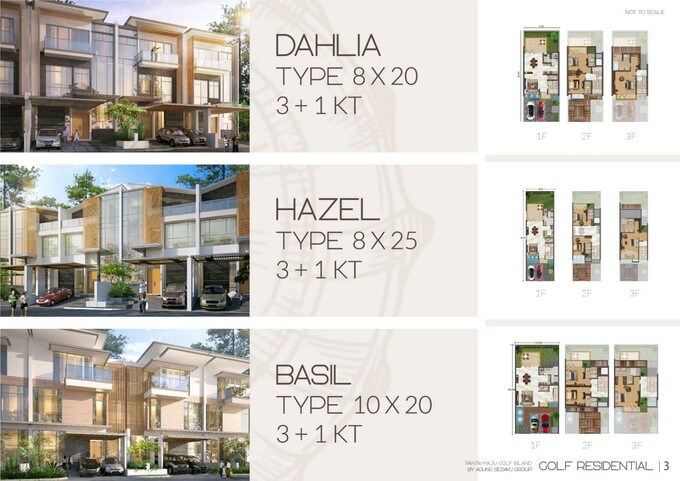 NOT TO SCALE
DAHLIA
TYPE 8 X 20
3 + 1 KT
1F
2F
3F
HAZEL
TYPE 8 X 25
3 + 1 KT
1F
2F
3F
BASIL
TYPE 10 X 20
3 + 1 KT
1F
2F
3F
PANTAI MAJU GOLF ISLAND
BY AGUNG SEDAYU GROUP
GOLF RESIDENTIAL | 3